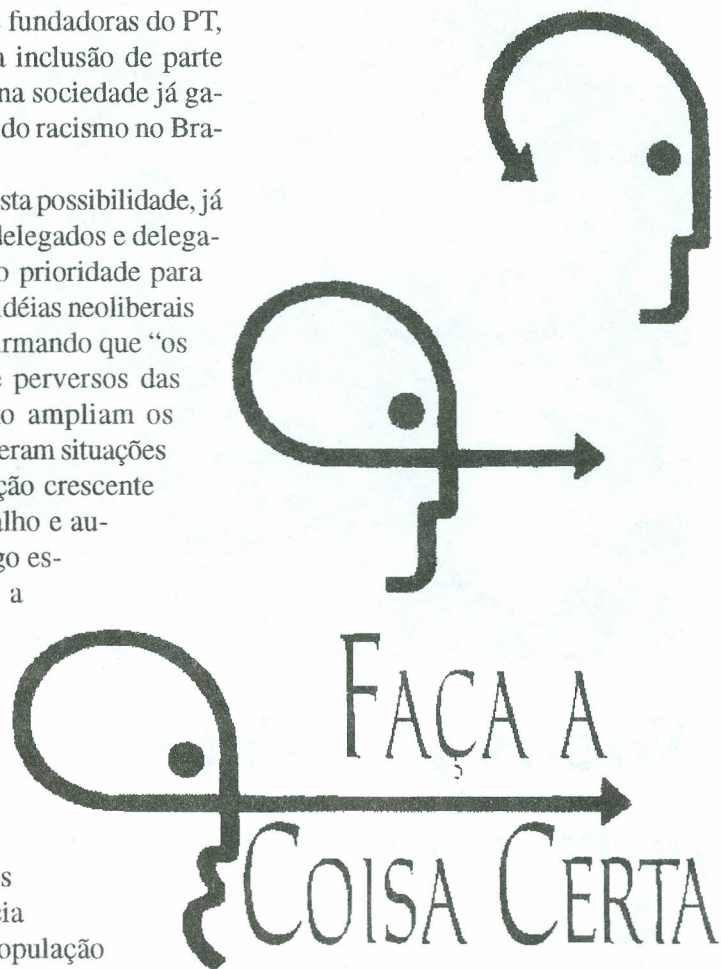 fundadoras do PT,
a inclusão de parte
na sociedade já ga-
do racismo no Bra-
sta possibilidade, já
delegados e delega-
o prioridade para
idéias neoliberais
rmando que “os
e perversos das
o ampliam os
eram situações
ção crescente
alho e au-
go es-
a
FAÇA A
COISA CERTA
s
cia
opulação